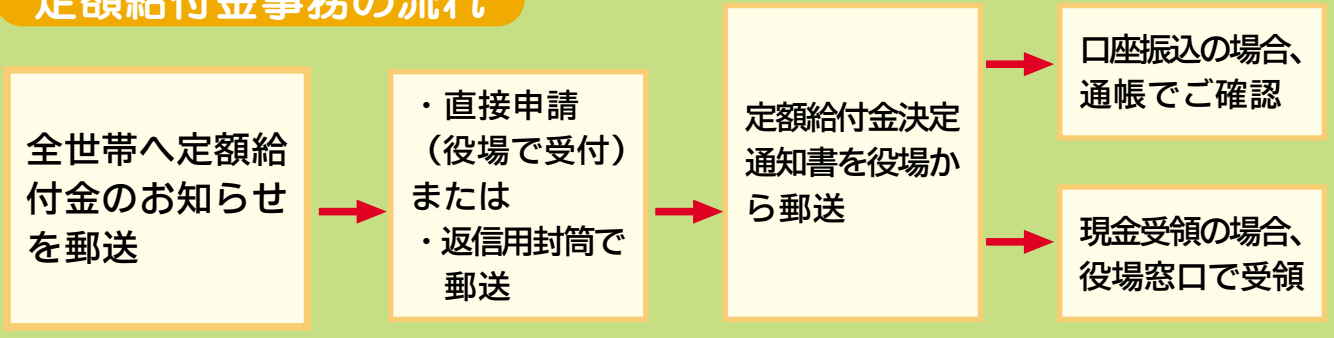 定額給付金事務の流れ
全世帯へ定額給
付金のお知らせ
を郵送
・直接申請
（役場で受付）
または
・返信用封筒で
郵送
定額給付金決定
通知書を役場か
ら郵送
口座振込の場合、
通帳でご確認
現金受領の場合、
役場窓口で受領